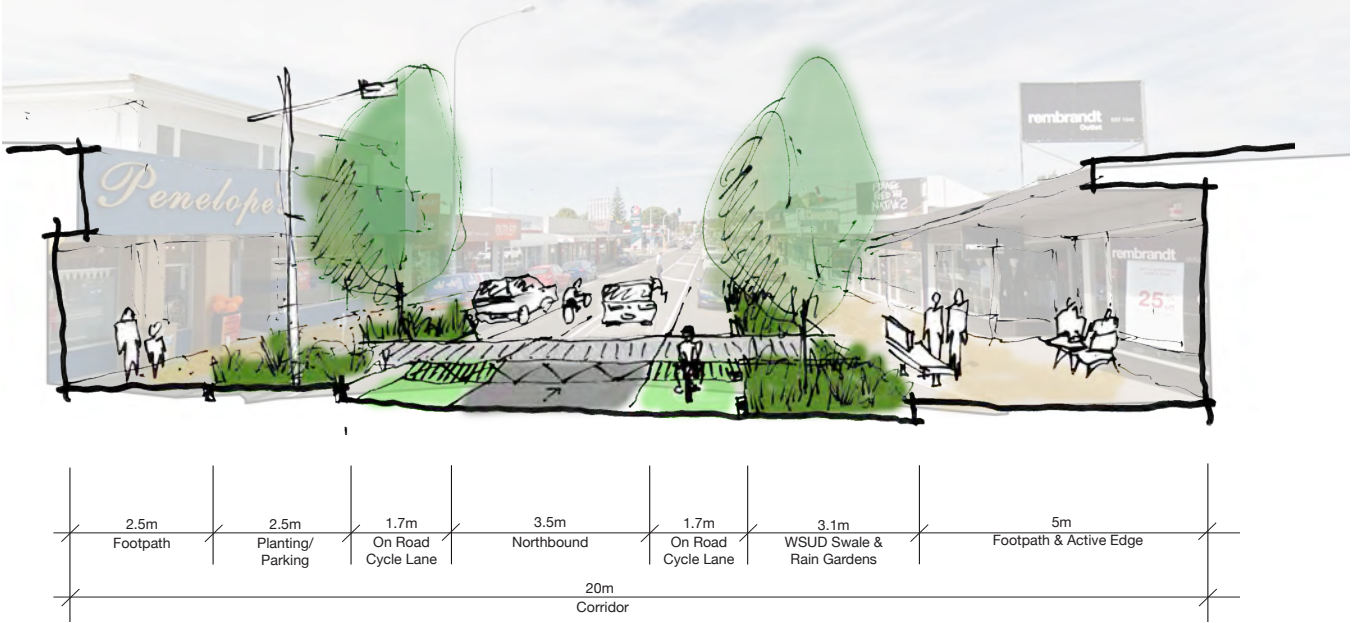 Penelope's
rembrandt
EST 1946
Outlet
rembrandt
25
2.5m
Footpath
2.5m
Planting/
Parking
1.7m
On Road
Cycle Lane
3.5m
Northbound
1.7m
On Road
Cycle Lane
3.1m
WSUD Swale &
Rain Gardens
5m
Footpath & Active Edge
20m
Corridor